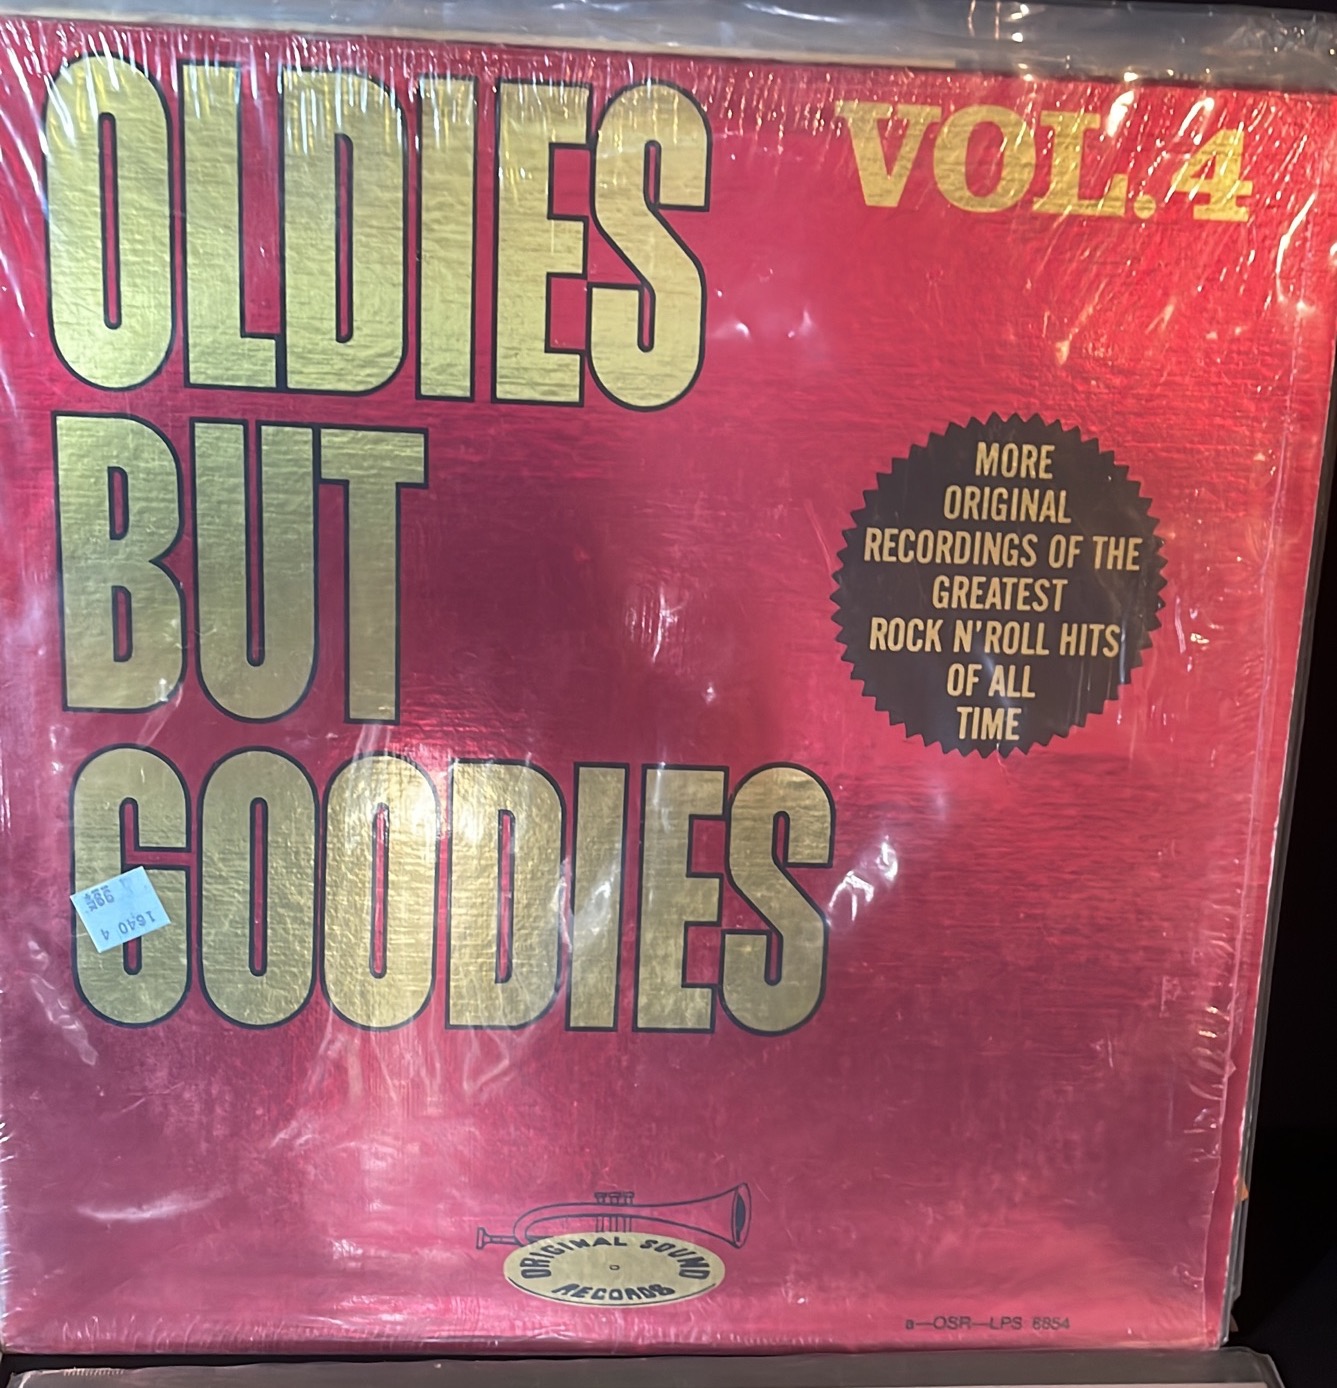 OLDIES
BUT
GOODIES
VOL. 4
MORE
ORIGINAL
RECORDINGS OF THE
GREATEST
ROCK N' ROLL HITS
OF ALL
TIME
1640 4
ORIGINAL SOUND
RECORDS
a—OSR—LPS 8854